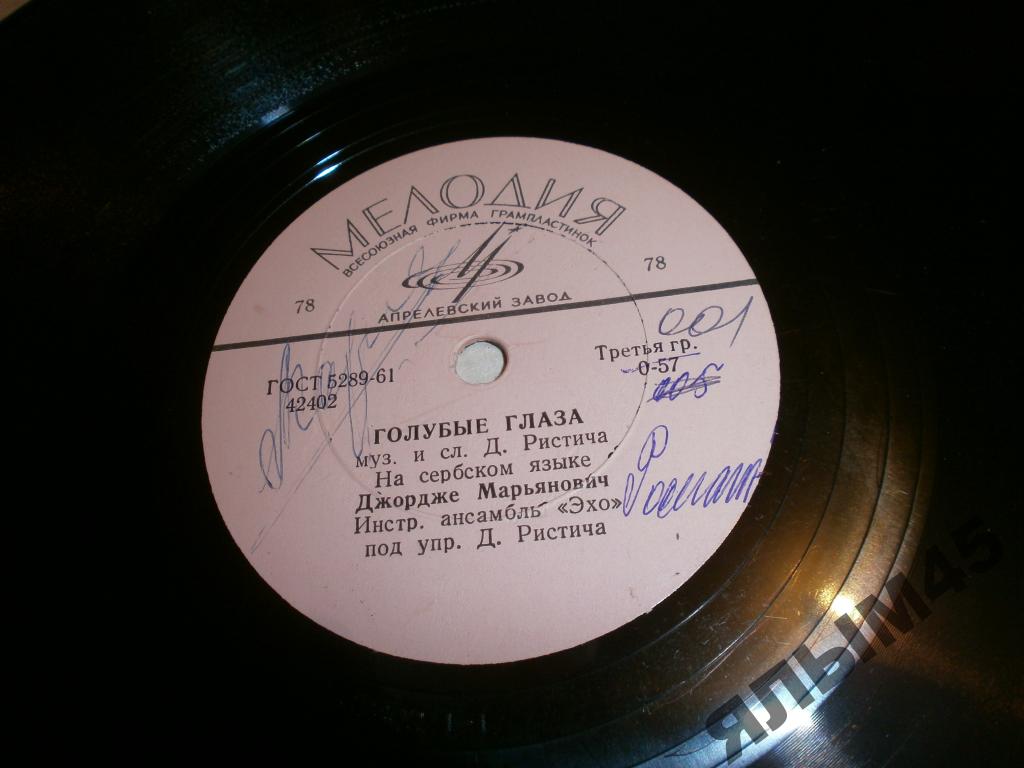 МЕЛОДИЯ
ВСЕСОЮЗНАЯ ФИРМА ГРАМПЛАСТИНОК
78 78
АПРЕЛЕВСКИЙ ЗАВОД
001
Третья гр.
0-57
ГОСТ 5289-61
42402
ГОЛУБЫЕ ГЛАЗА
муз. и сл. Д. Ристича
На сербском языке
Джордже Марьянович
Инстр. ансамбль «Эхо»
под упр. Д. Ристича
ЯЛЫМ45